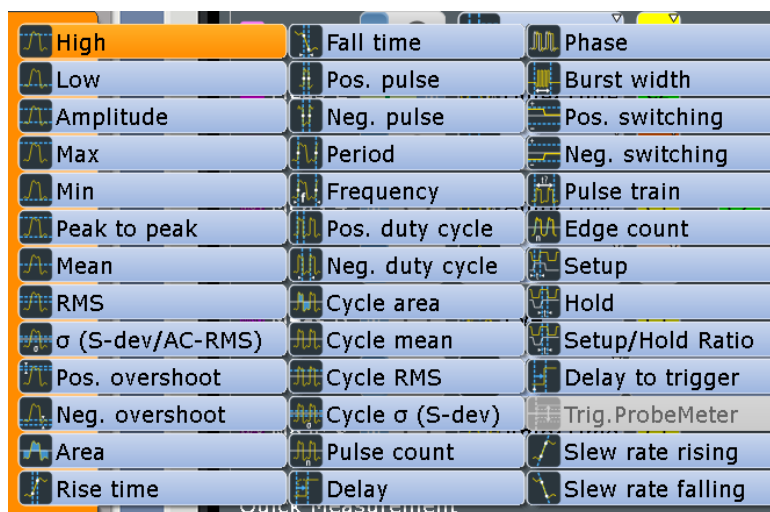 High
Low
Amplitude
Max
Min
Peak to peak
Mean
RMS
σ (S-dev/AC-RMS)
Pos. overshoot
Neg. overshoot
Area
Rise time
Fall time
Pos. pulse
Neg. pulse
Period
Frequency
Pos. duty cycle
Neg. duty cycle
Cycle area
Cycle mean
Cycle RMS
Cycle σ (S-dev)
Pulse count
Delay
Phase
Burst width
Pos. switching
Neg. switching
Pulse train
Edge count
Setup
Hold
Setup/Hold Ratio
Delay to trigger
Trig.ProbeMeter
Slew rate rising
Slew rate falling
Quick Measurement